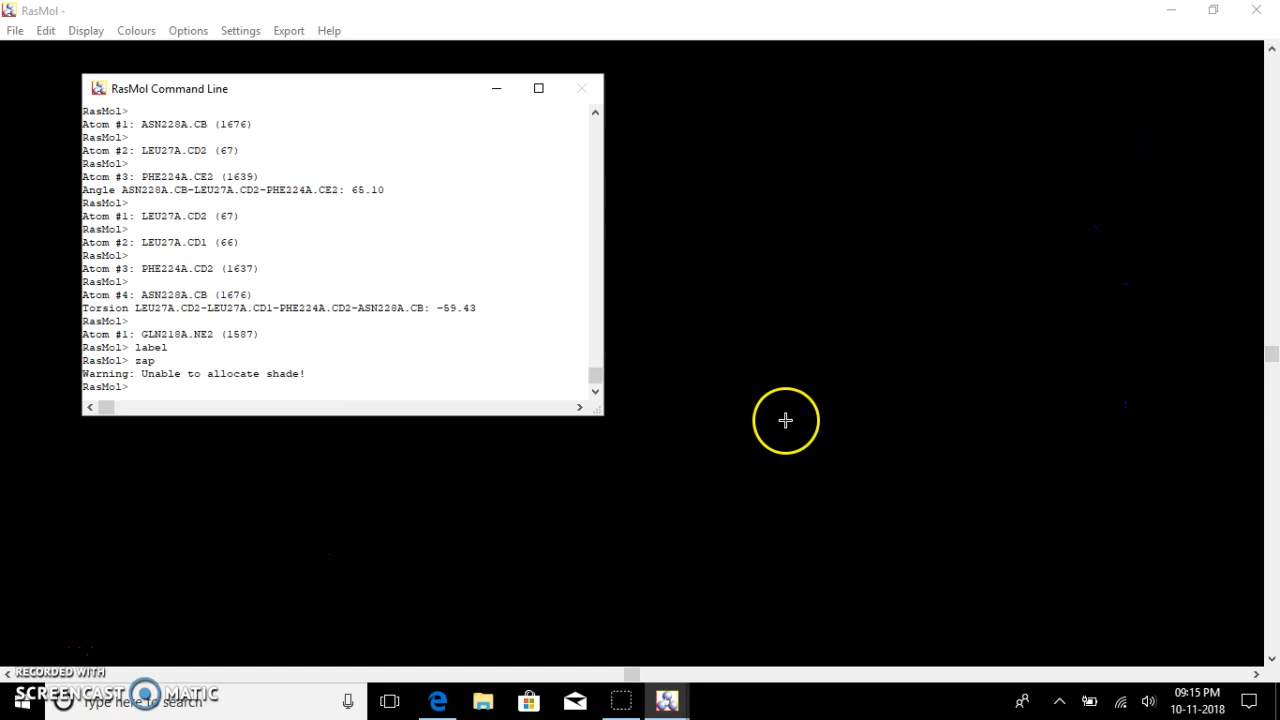 RasMol -
File Edit Display Colours Options Settings Export Help
RasMol Command Line
RasMol>
Atom #1: ASN228A.CB (1676)
RasMol>
Atom #2: LEU27A.CD2 (67)
RasMol>
Atom #3: PHE224A.CE2 (1639)
Angle ASN228A.CB-LEU27A.CD2-PHE224A.CE2: 65.10
RasMol>
Atom #1: LEU27A.CD2 (67)
RasMol>
Atom #2: LEU27A.CD1 (66)
RasMol>
Atom #3: PHE224A.CD2 (1637)
RasMol>
Atom #4: ASN228A.CB (1676)
Torsion LEU27A.CD2-LEU27A.CD1-PHE224A.CD2-ASN228A.CB: -59.43
RasMol>
Atom #1: GLN218A.NE2 (1587)
RasMol> label
RasMol> zap
Warning: Unable to allocate shade!
RasMol>
RECORDED WITH
SCREENCAST MATIC
Type here to search
09:15 PM
10-11-2018